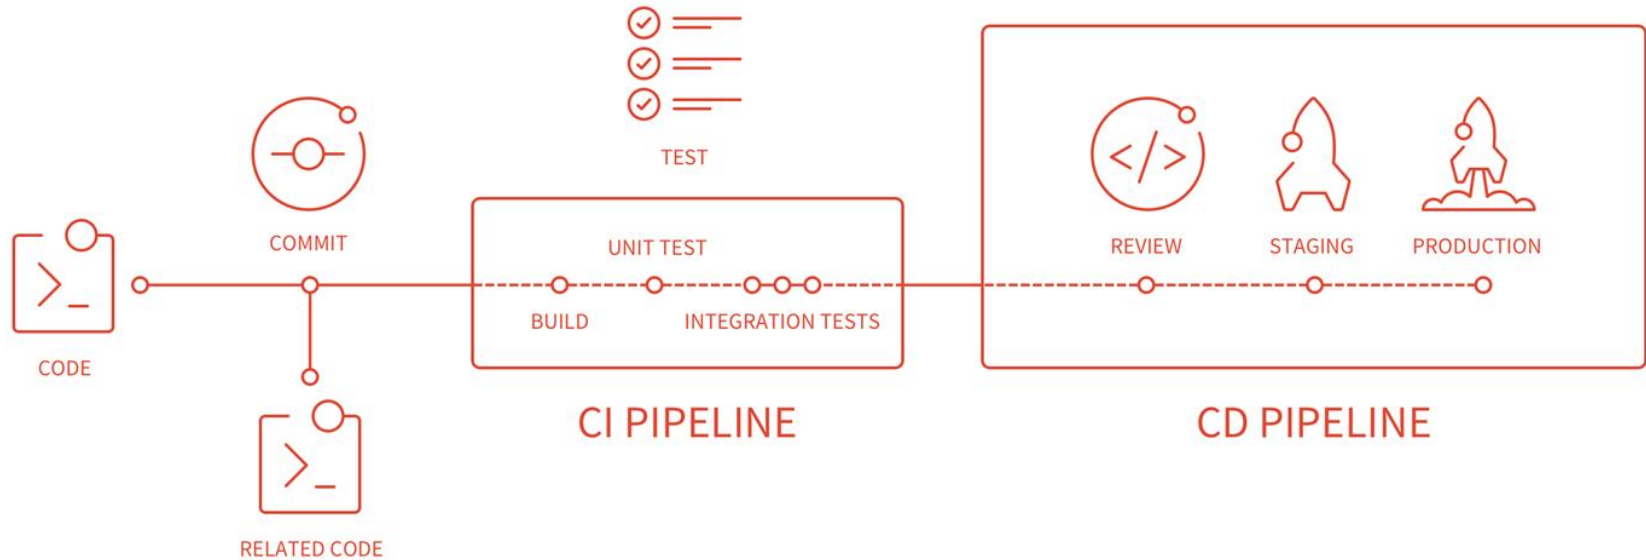 TEST
COMMIT
UNIT TEST
REVIEW
STAGING
PRODUCTION
BUILD
INTEGRATION TESTS
CODE
CI PIPELINE
CD PIPELINE
RELATED CODE